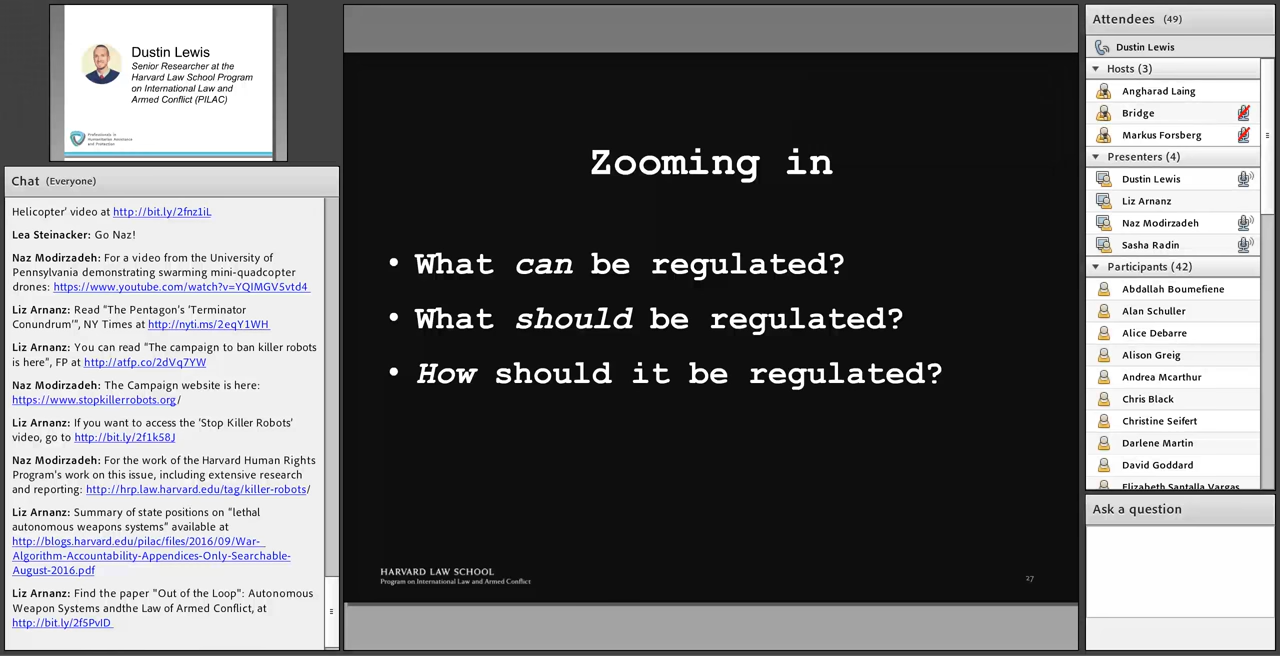 Dustin Lewis
Senior Researcher at the
Harvard Law School Program
on International Law and
Armed Conflict (PILAC)
Professionals in
Humanitarian Assistance
and Protection
Chat (Everyone)
Helicopter' video at http://bit.ly/2fnz1iL
Lea Steinacker: Go Naz!
Naz Modirzadeh: For a video from the University of
Pennsylvania demonstrating swarming mini-quadcopter
drones: https://www.youtube.com/watch?v=YQIMGV5vtd4
Liz Arnanz: Read "The Pentagon's 'Terminator
Conundrum'", NY Times at http://nyti.ms/2eqY1WH
Liz Arnanz: You can read "The campaign to ban killer robots
is here", FP at http://atfp.co/2dVq7YW
Naz Modirzadeh: The Campaign website is here:
https://www.stopkillerrobots.org/
Liz Arnanz: If you want to access the 'Stop Killer Robots'
video, go to http://bit.ly/2f1k58J
Naz Modirzadeh: For the work of the Harvard Human Rights
Program's work on this issue, including extensive research
and reporting: http://hrp.law.harvard.edu/tag/killer-robots/
Liz Arnanz: Summary of state positions on "lethal
autonomous weapons systems" available at
http://blogs.harvard.edu/pilac/files/2016/09/War-
Algorithm-Accountability-Appendices-Only-Searchable-
August-2016.pdf
Liz Arnanz: Find the paper "Out of the Loop": Autonomous
Weapon Systems andthe Law of Armed Conflict, at
http://bit.ly/2f5PvID
Zooming in
• What can be regulated?
• What should be regulated?
• How should it be regulated?
HARVARD LAW SCHOOL
Program on International Law and Armed Conflict
27
Attendees (49)
Dustin Lewis
Hosts (3)
Angharad Laing
Bridge
Markus Forsberg
Presenters (4)
Dustin Lewis
Liz Arnanz
Naz Modirzadeh
Sasha Radin
Participants (42)
Abdallah Boumefiene
Alan Schuller
Alice Debarre
Alison Greig
Andrea Mcarthur
Chris Black
Christine Seifert
Darlene Martin
David Goddard
Elizabeth Santalla Vargas
Ask a question